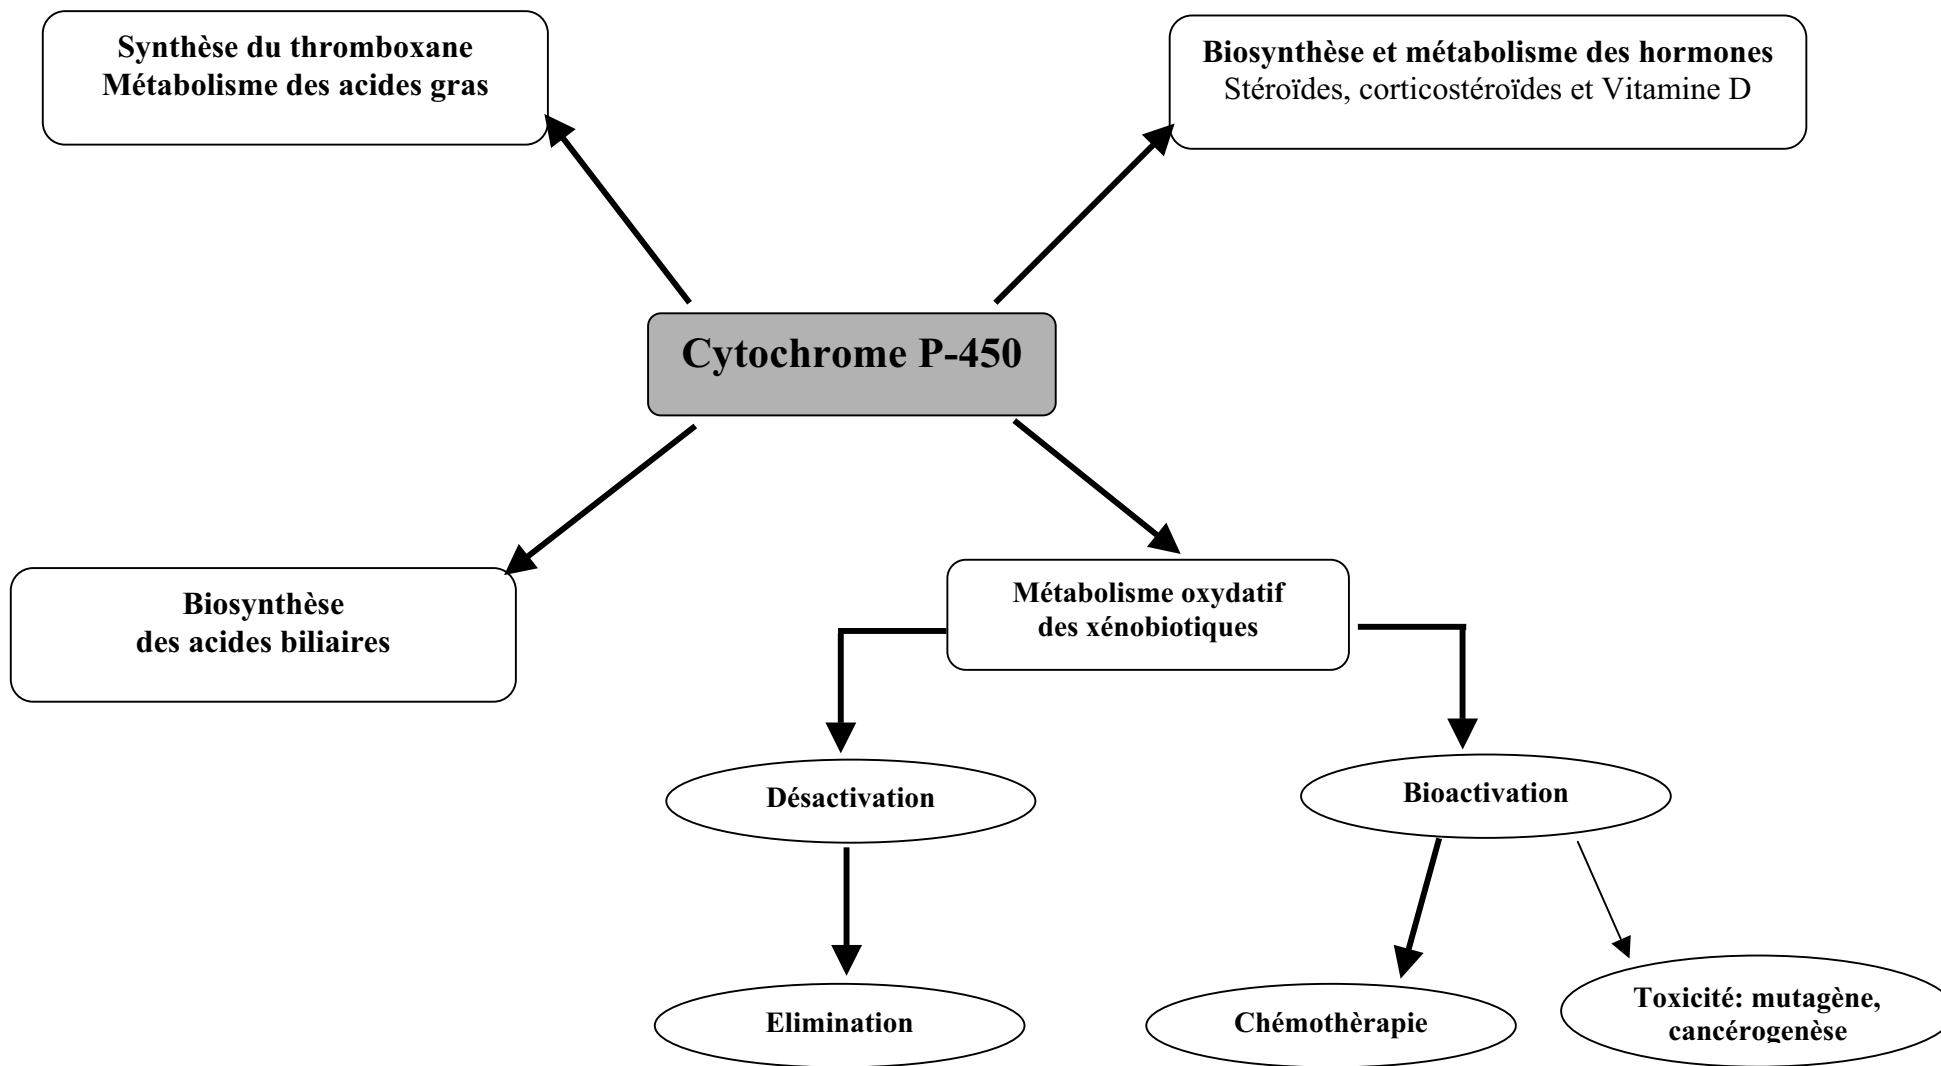 Synthèse du thromboxane
Métabolisme des acides gras
Biosynthèse et métabolisme des hormones
Stéroïdes, corticostéroïdes et Vitamine D
Cytochrome P-450
Biosynthèse
des acides biliaires
Métabolisme oxydatif
des xénobiotiques
Désactivation
Bioactivation
Elimination
Chémothèrapie
Toxicité: mutagène,
cancérogenèse